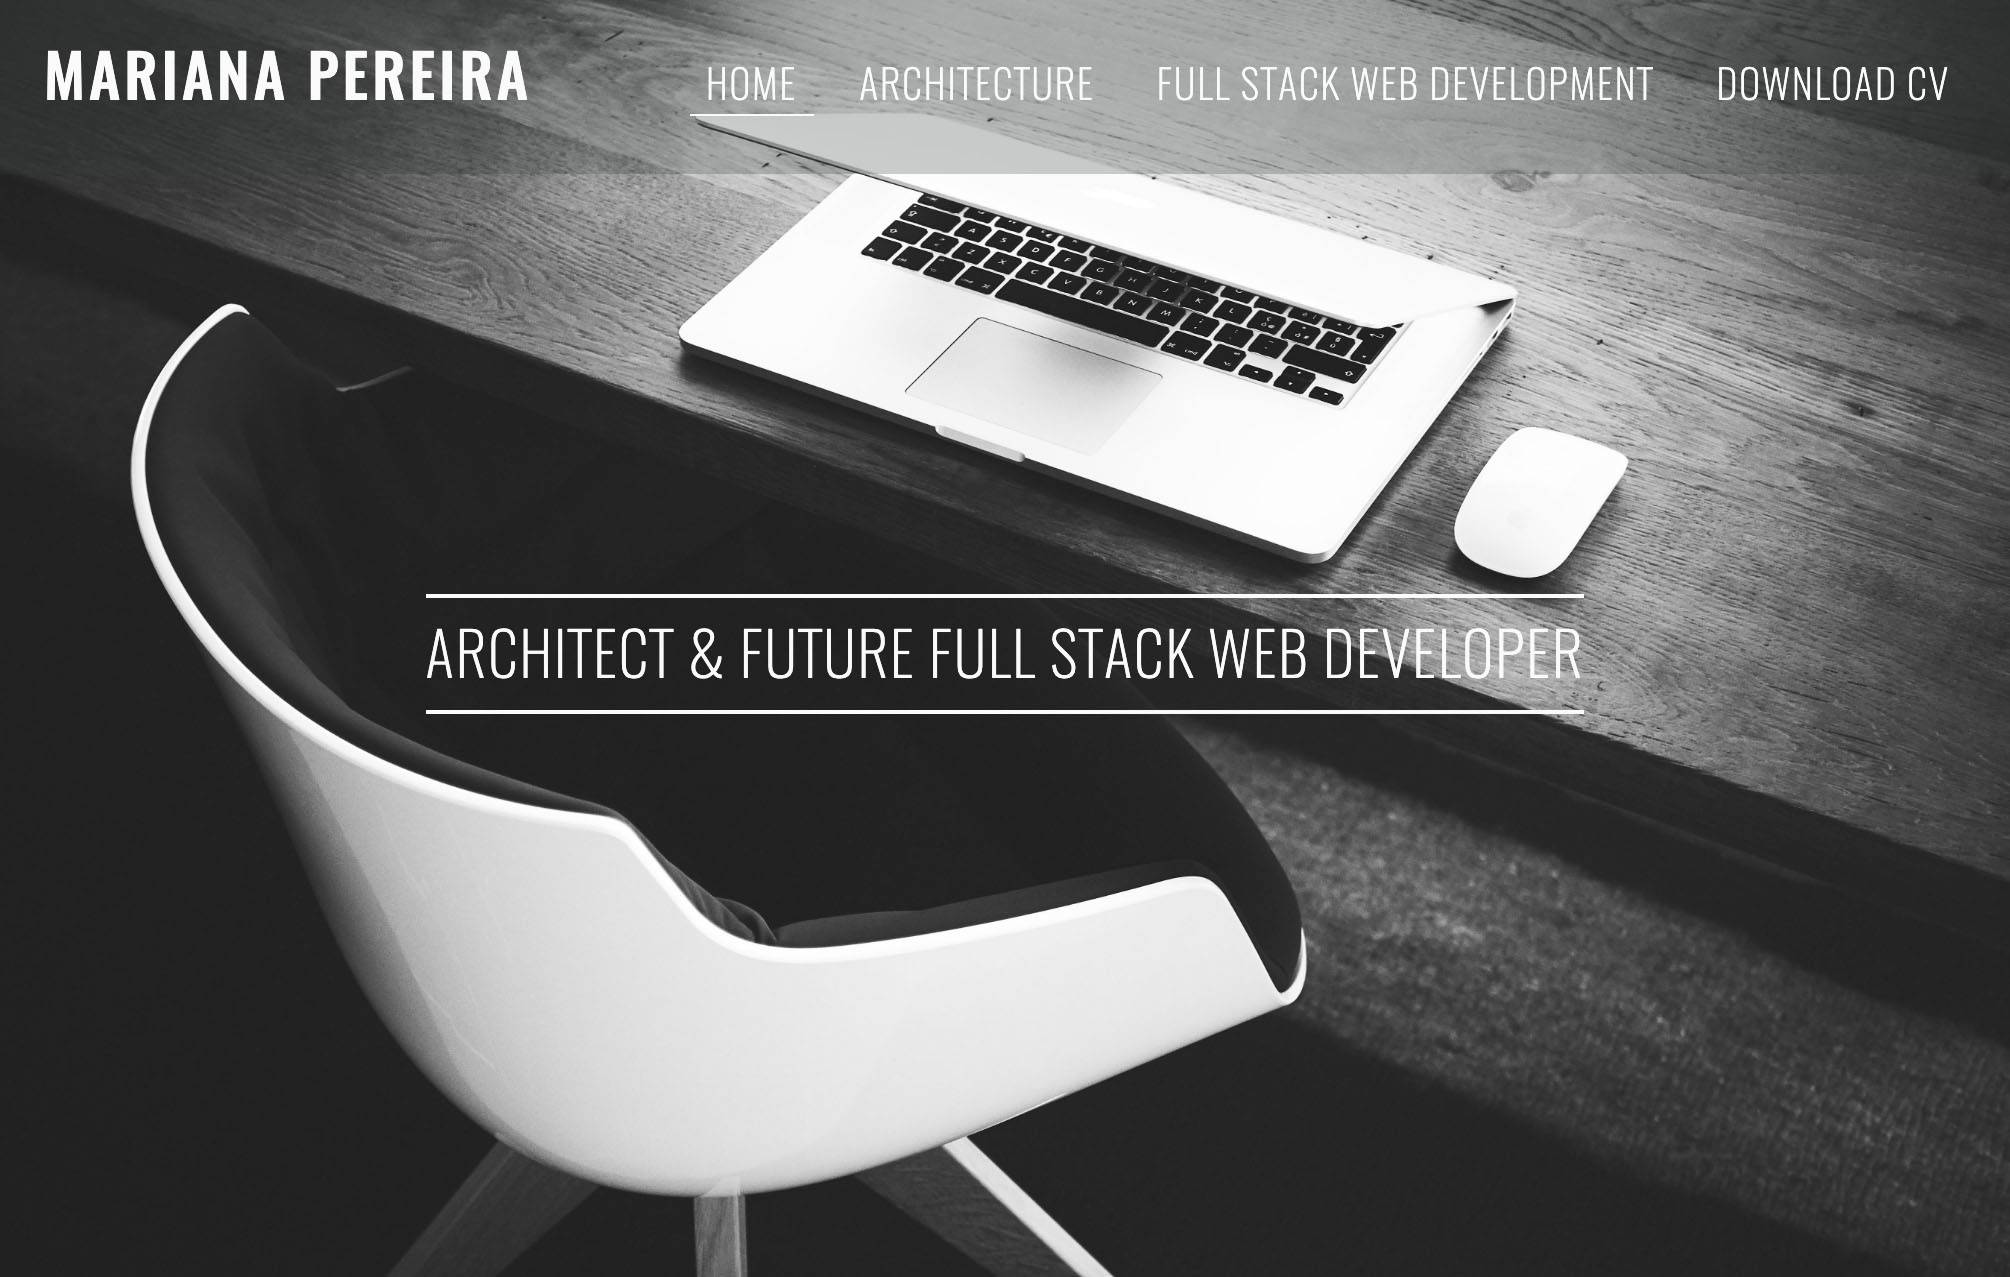 MARIANA PEREIRA
HOME ARCHITECTURE FULL STACK WEB DEVELOPMENT DOWNLOAD CV
ARCHITECT & FUTURE FULL STACK WEB DEVELOPER